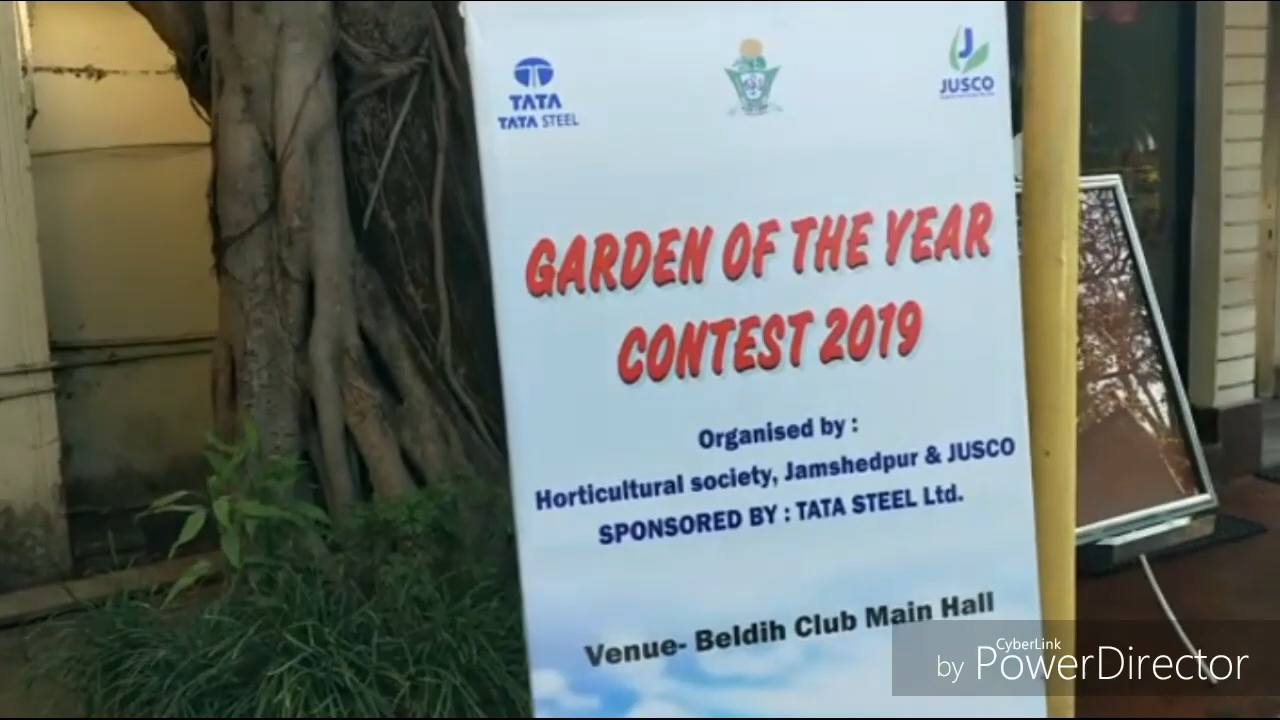 TATA
TATA STEEL
J
JUSCO
GARDEN OF THE YEAR
CONTEST 2019
Organised by :
Horticultural society, Jamshedpur & JUSCO
SPONSORED BY : TATA STEEL Ltd.
Venue- Beldih Club Main Hall
CyberLink
by PowerDirector